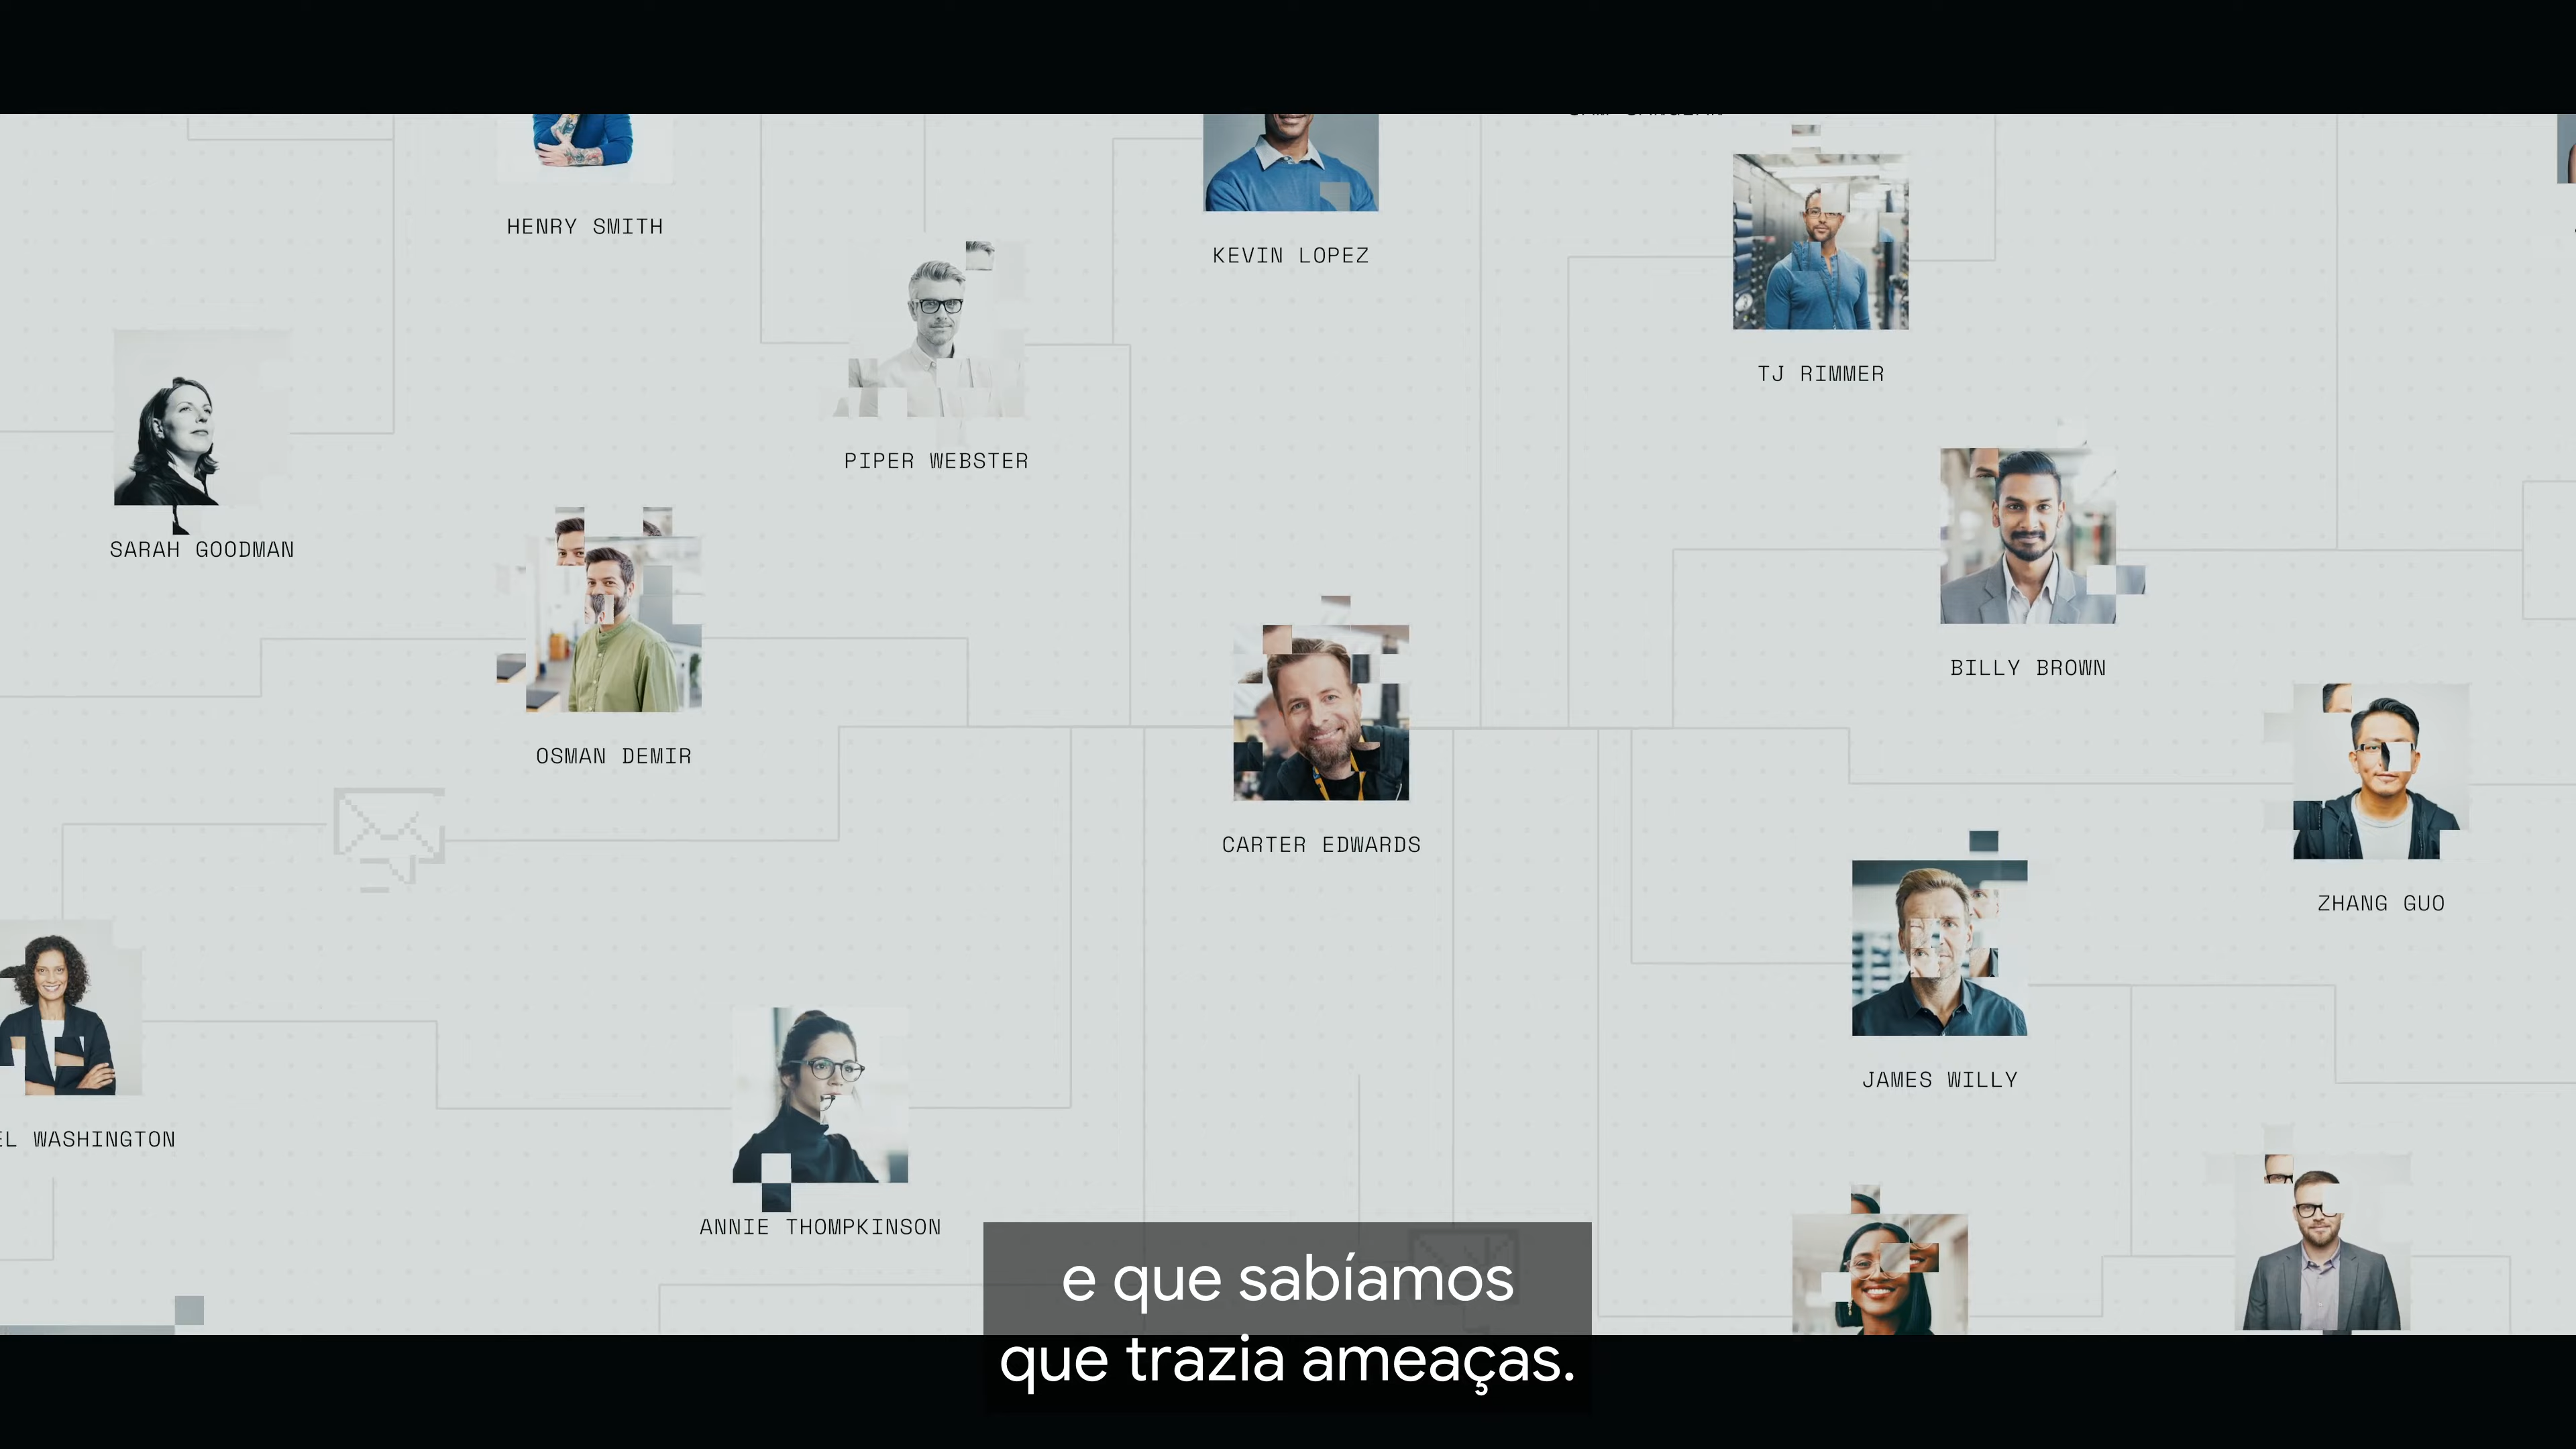 HENRY SMITH
KEVIN LOPEZ
TJ RIMMER
PIPER WEBSTER
SARAH GOODMAN
BILLY BROWN
OSMAN DEMIR
CARTER EDWARDS
ZHANG GUO
JAMES WILLY
EL WASHINGTON
ANNIE THOMPKINSON
e que sabíamos
que trazia ameaças.